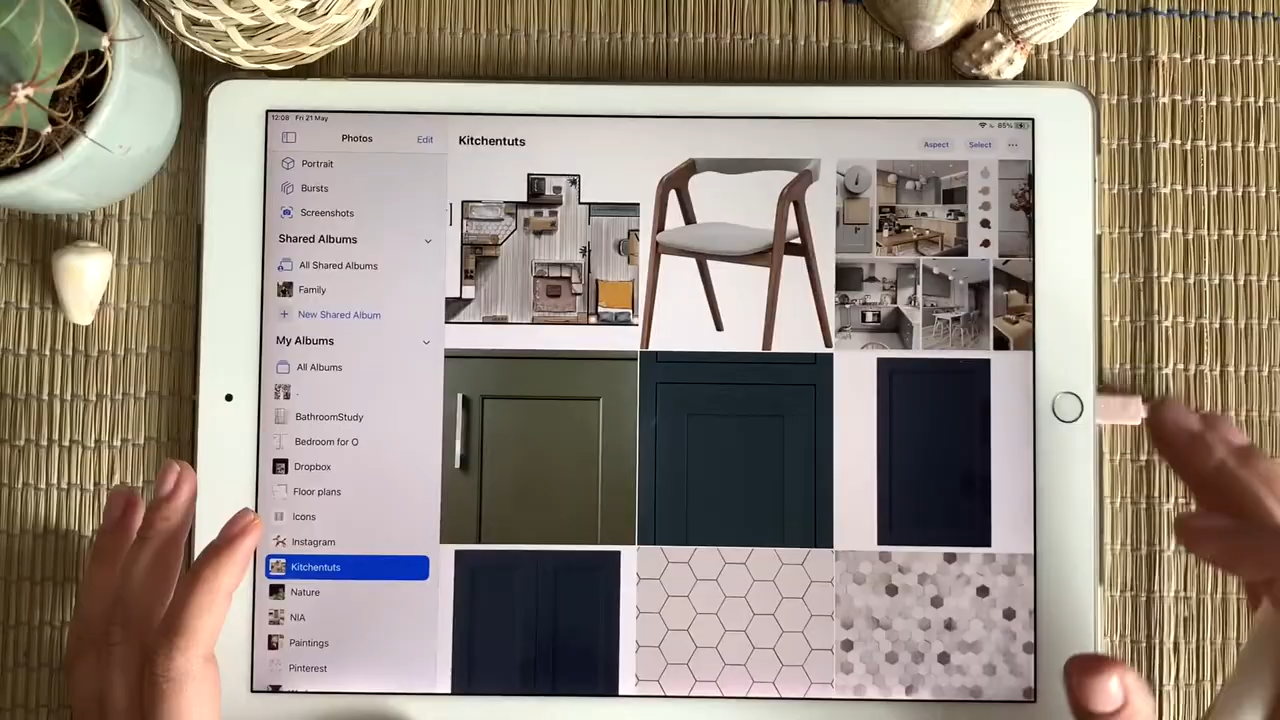 12:08 Fri 21 May
85%
Photos
Edit
Kitchentuts
Aspect
Select
Portrait
Bursts
Screenshots
Shared Albums
All Shared Albums
Family
New Shared Album
My Albums
All Albums
-
BathroomStudy
Bedroom for O
Dropbox
Floor plans
Icons
Instagram
Kitchentuts
Nature
NIA
Paintings
Pinterest